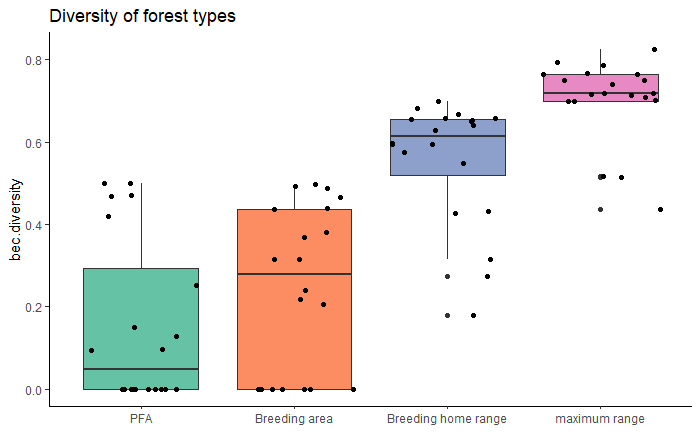 Diversity of forest types
bec.diversity
0.8
0.6
0.4
0.2
0.0
PFA
Breeding area
Breeding home range
maximum range